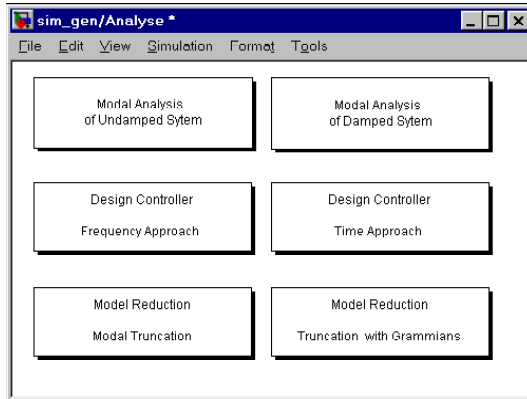 sim_gen/Analyse *
File Edit View Simulation Format Tools
Modal Analysis
of Undamped Sytem
Modal Analysis
of Damped Sytem
Design Controller
Frequency Approach
Design Controller
Time Approach
Model Reduction
Modal Truncation
Model Reduction
Truncation with Grammians